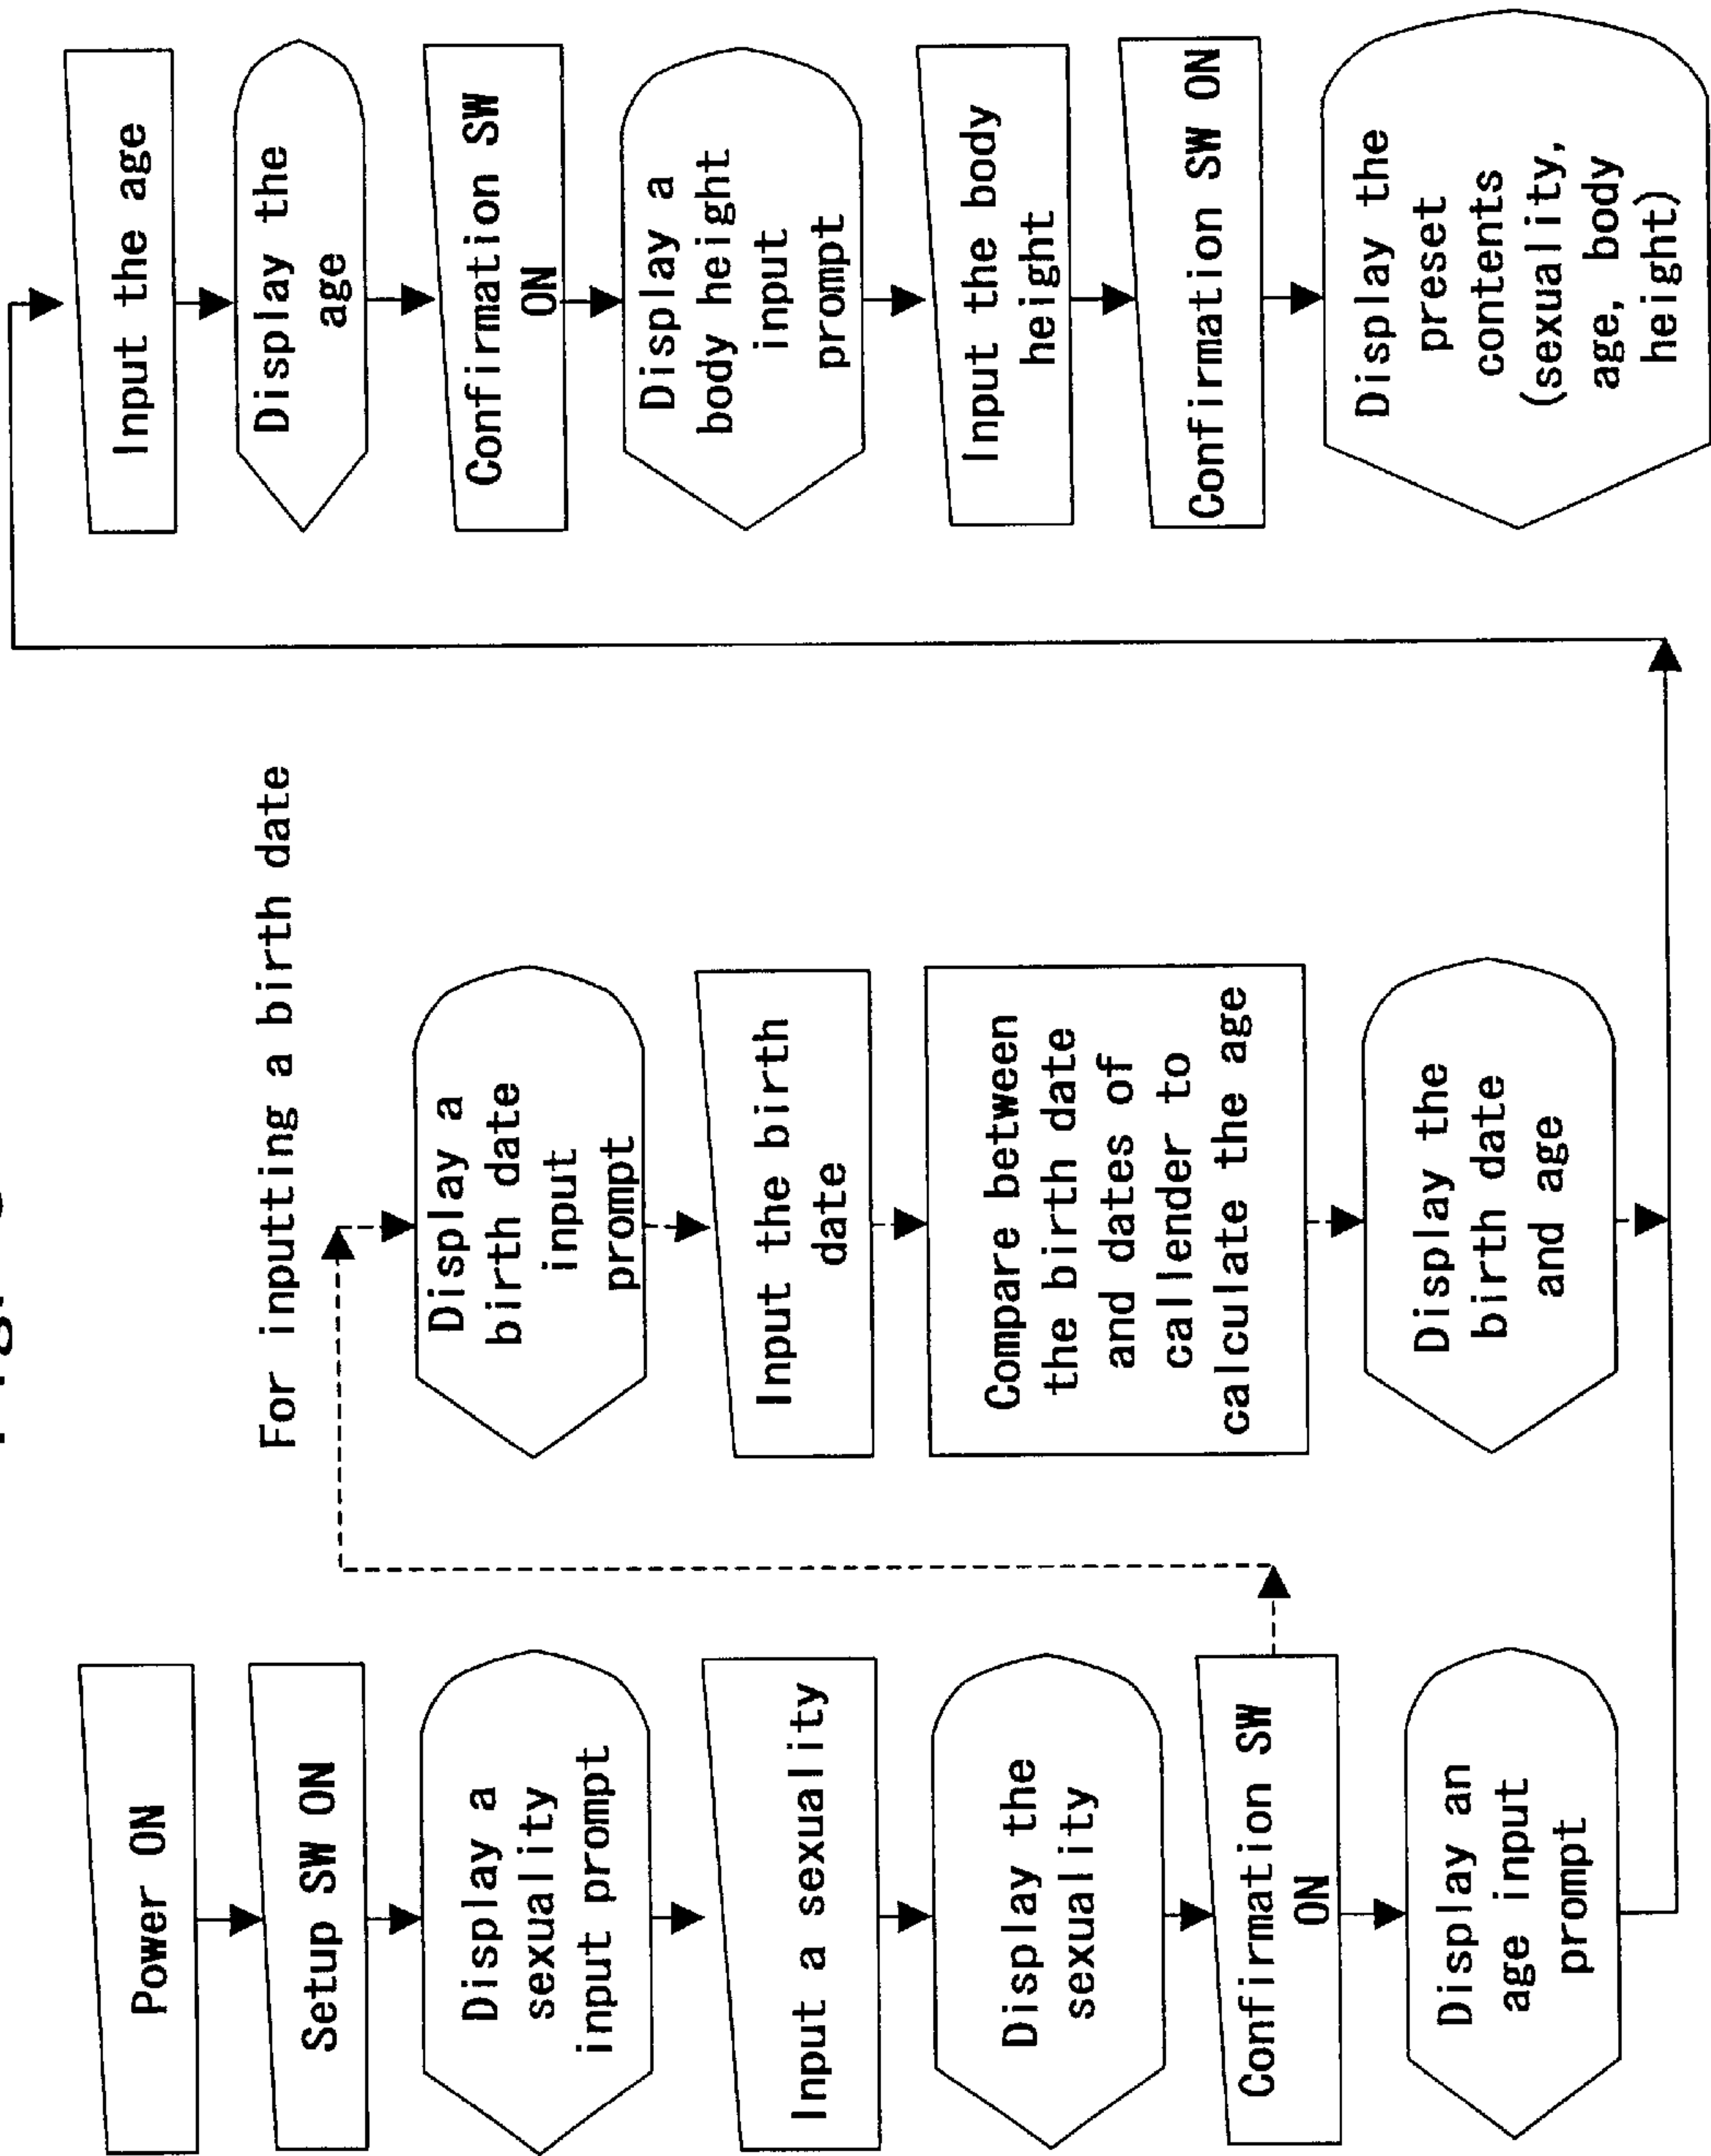 Power ON
Setup SW ON
Display a
sexuality
input prompt
Input a sexuality
Display the
sexuality
Confirmation SW
ON
Display an
age input
prompt
For inputting a birth date
Display a
birth date
input
prompt
Input the birth
date
Compare between
the birth date
and dates of
callender to
calculate the age
Display the
birth date
and age
Input the age
Display the
age
Confirmation SW
ON
Display a
body height
input
prompt
Input the body
height
Confirmation SW ON
Display the
preset
contents
(sexuality,
age, body
height)